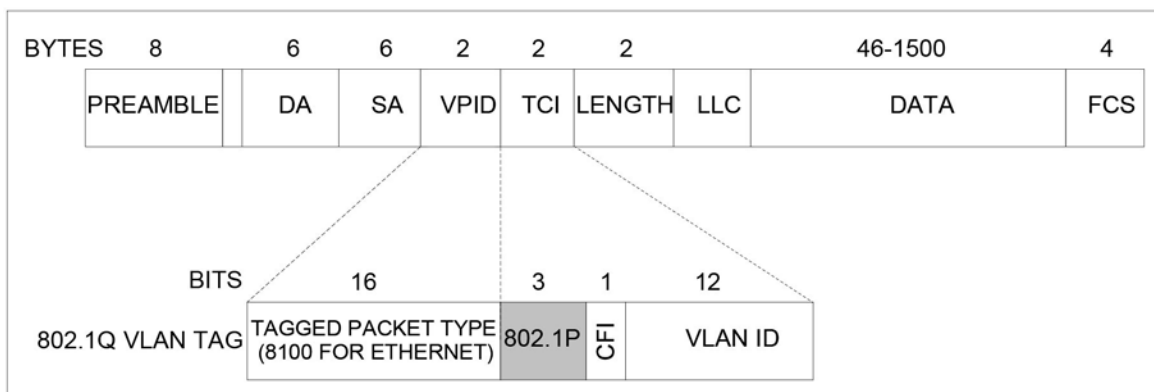 BYTES 8 6 6 2 2 2 46-1500 4
PREAMBLE DA SA VPID TCI LENGTH LLC DATA FCS
BITS 16 3 1 12
802.1Q VLAN TAG TAGGED PACKET TYPE
(8100 FOR ETHERNET) 802.1P CFI VLAN ID